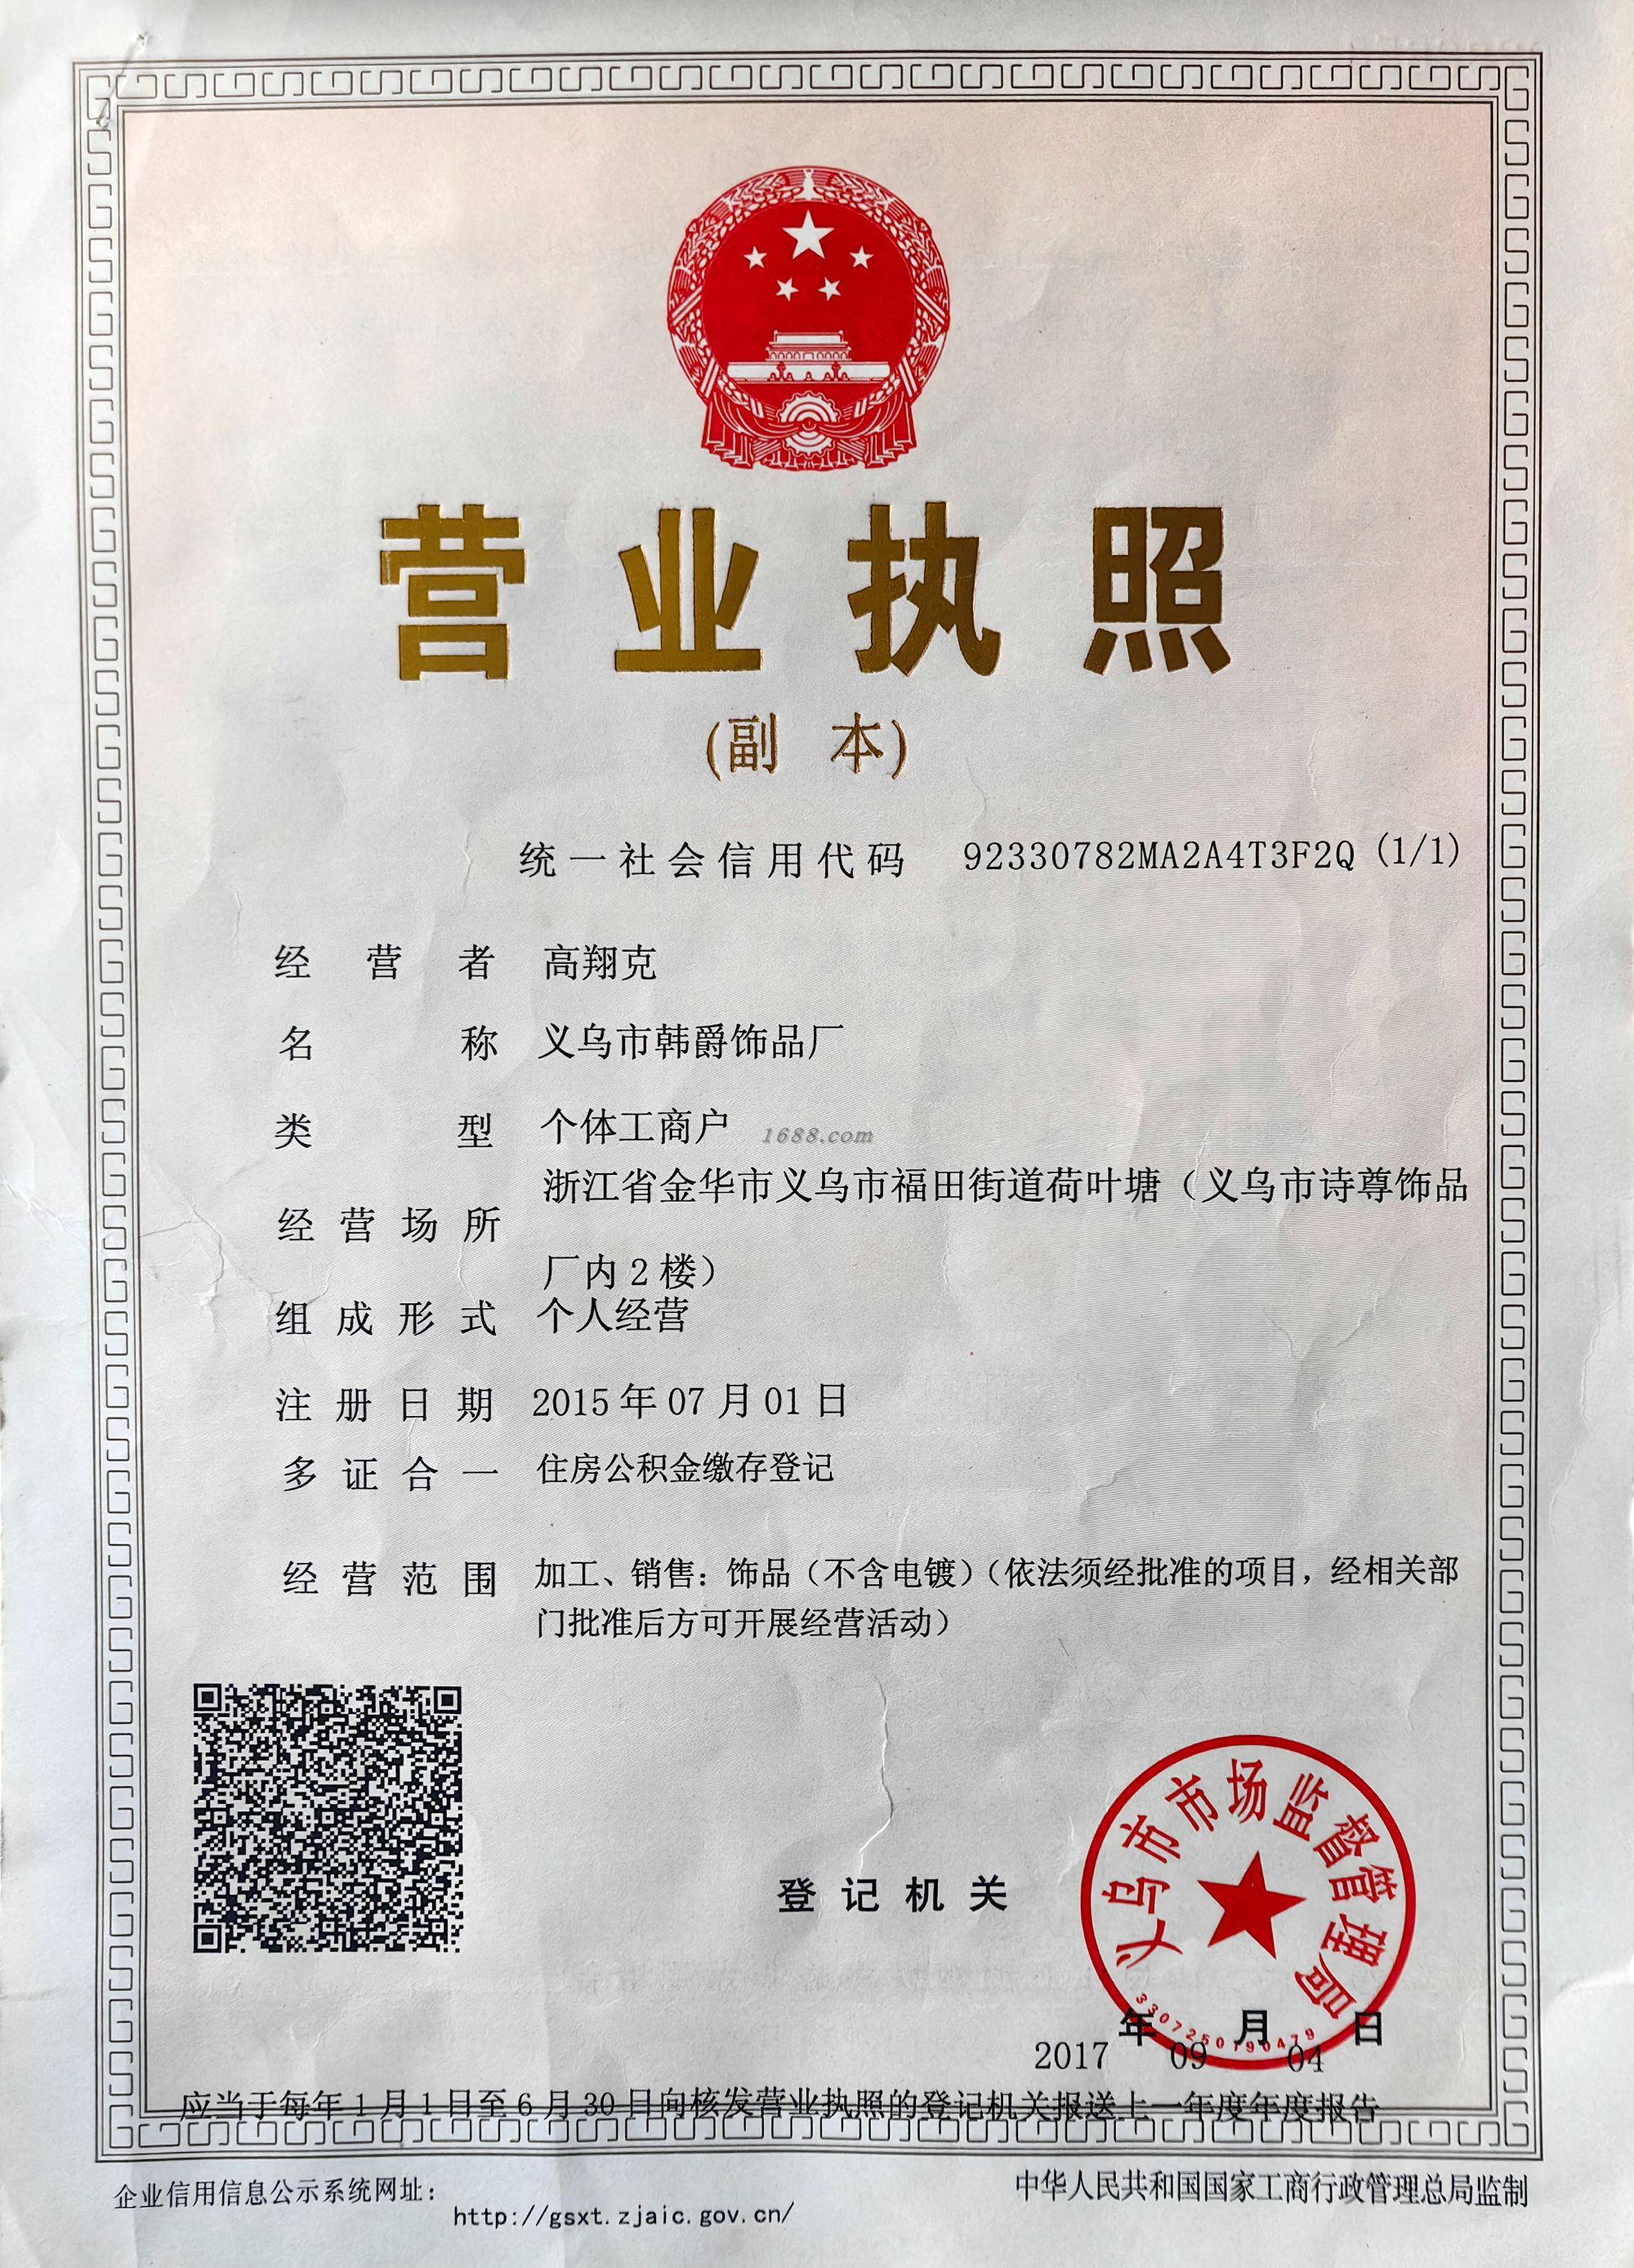 营业执照
(副 本)
统一社会信用代码 92330782MA2A4T3F2Q (1/1)
经营者 高翔克
名称 义乌市韩爵饰品厂
类型 个体工商户
1688.com
经营场所 浙江省金华市义乌市福田街道荷叶塘（义乌市诗尊饰品
厂内2楼）
组成形式 个人经营
注册日期 2015年07月01日
多证合一 住房公积金缴存登记
经营范围 加工、销售：饰品（不含电镀）（依法须经批准的项目，经相关部
门批准后方可开展经营活动）
登记机关
义乌市市场监督管理局
3307250790479
2017年09月04日
应当于每年1月1日至6月30日向核发营业执照的登记机关报送上一年度年度报告
企业信用信息公示系统网址：
http://gsxt.zjaic.gov.cn/
中华人民共和国国家工商行政管理总局监制